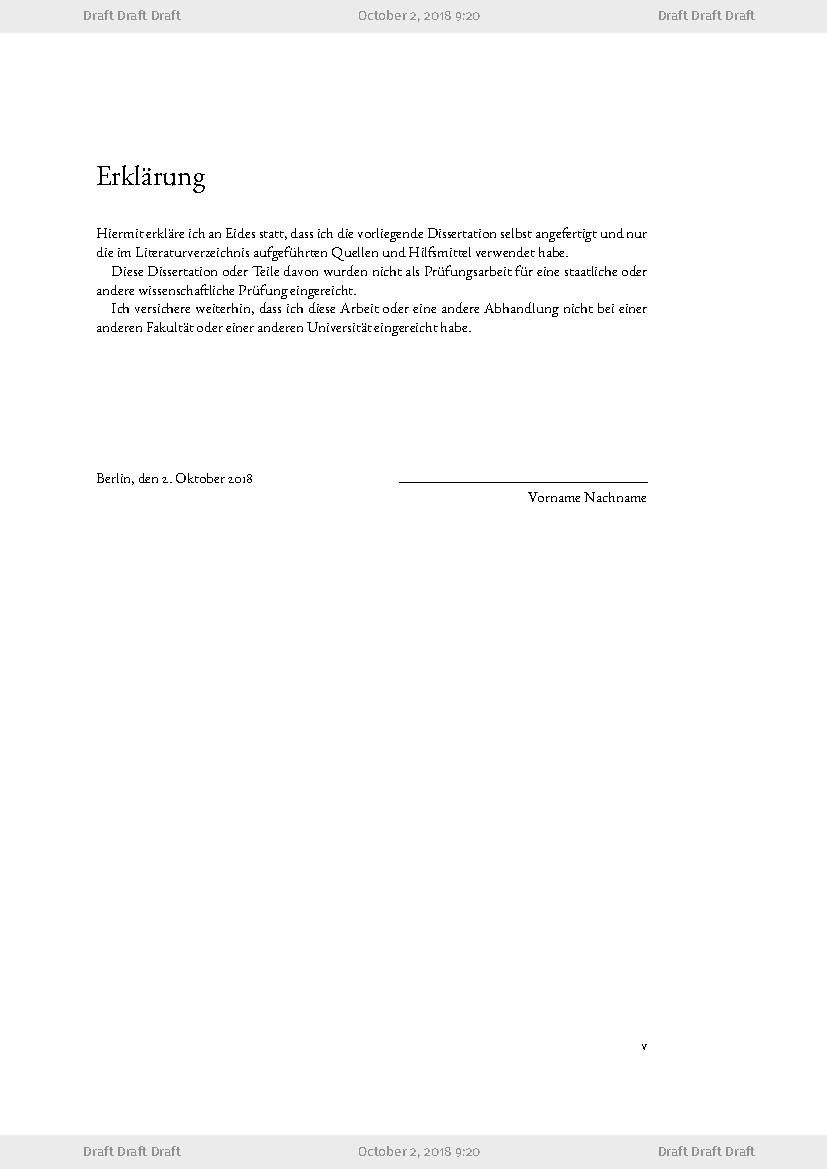 Draft Draft Draft October 2, 2018 9:20 Draft Draft Draft
Erklärung
Hiermit erkläre ich an Eides statt, dass ich die vorliegende Dissertation selbst angefertigt und nur
die im Literaturverzeichnis aufgeführten Quellen und Hilfsmittel verwendet habe.
Diese Dissertation oder Teile davon wurden nicht als Prüfungsarbeit für eine staatliche oder
andere wissenschaftliche Prüfung eingereicht.
Ich versichere weiterhin, dass ich diese Arbeit oder eine andere Abhandlung nicht bei einer
anderen Fakultät oder einer anderen Universität eingereicht habe.
Berlin, den 2. Oktober 2018
Vorname Nachname
v
Draft Draft Draft October 2, 2018 9:20 Draft Draft Draft